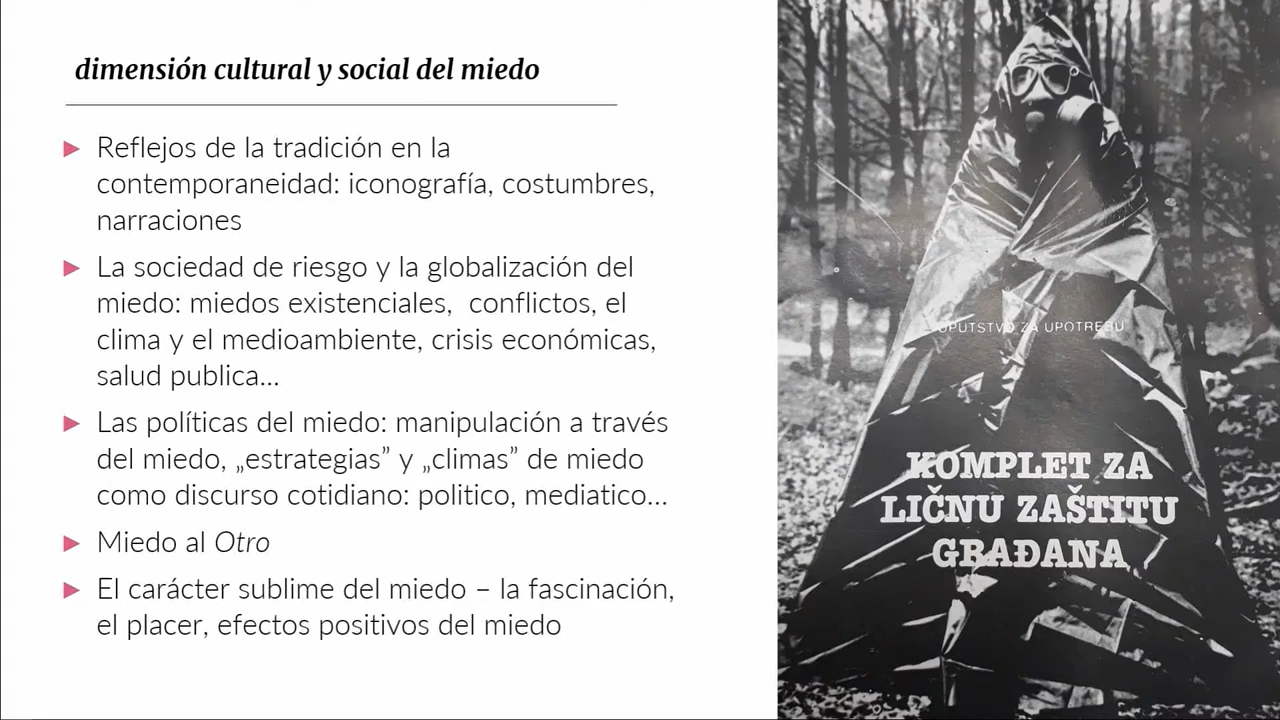 dimensión cultural y social del miedo
Reflejos de la tradición en la
contemporaneidad: iconografía, costumbres,
narraciones
La sociedad de riesgo y la globalización del
miedo: miedos existenciales, conflictos, el
clima y el medioambiente, crisis económicas,
salud publica...
Las políticas del miedo: manipulación a través
del miedo, „estrategias” y „climas” de miedo
como discurso cotidiano: politico, mediatico...
Miedo al Otro
El carácter sublime del miedo – la fascinación,
el placer, efectos positivos del miedo
UPUTSTVO ZA UPOTREBU
KOMPLET ZA
LIČNU ZAŠTITU
GRAĐANA